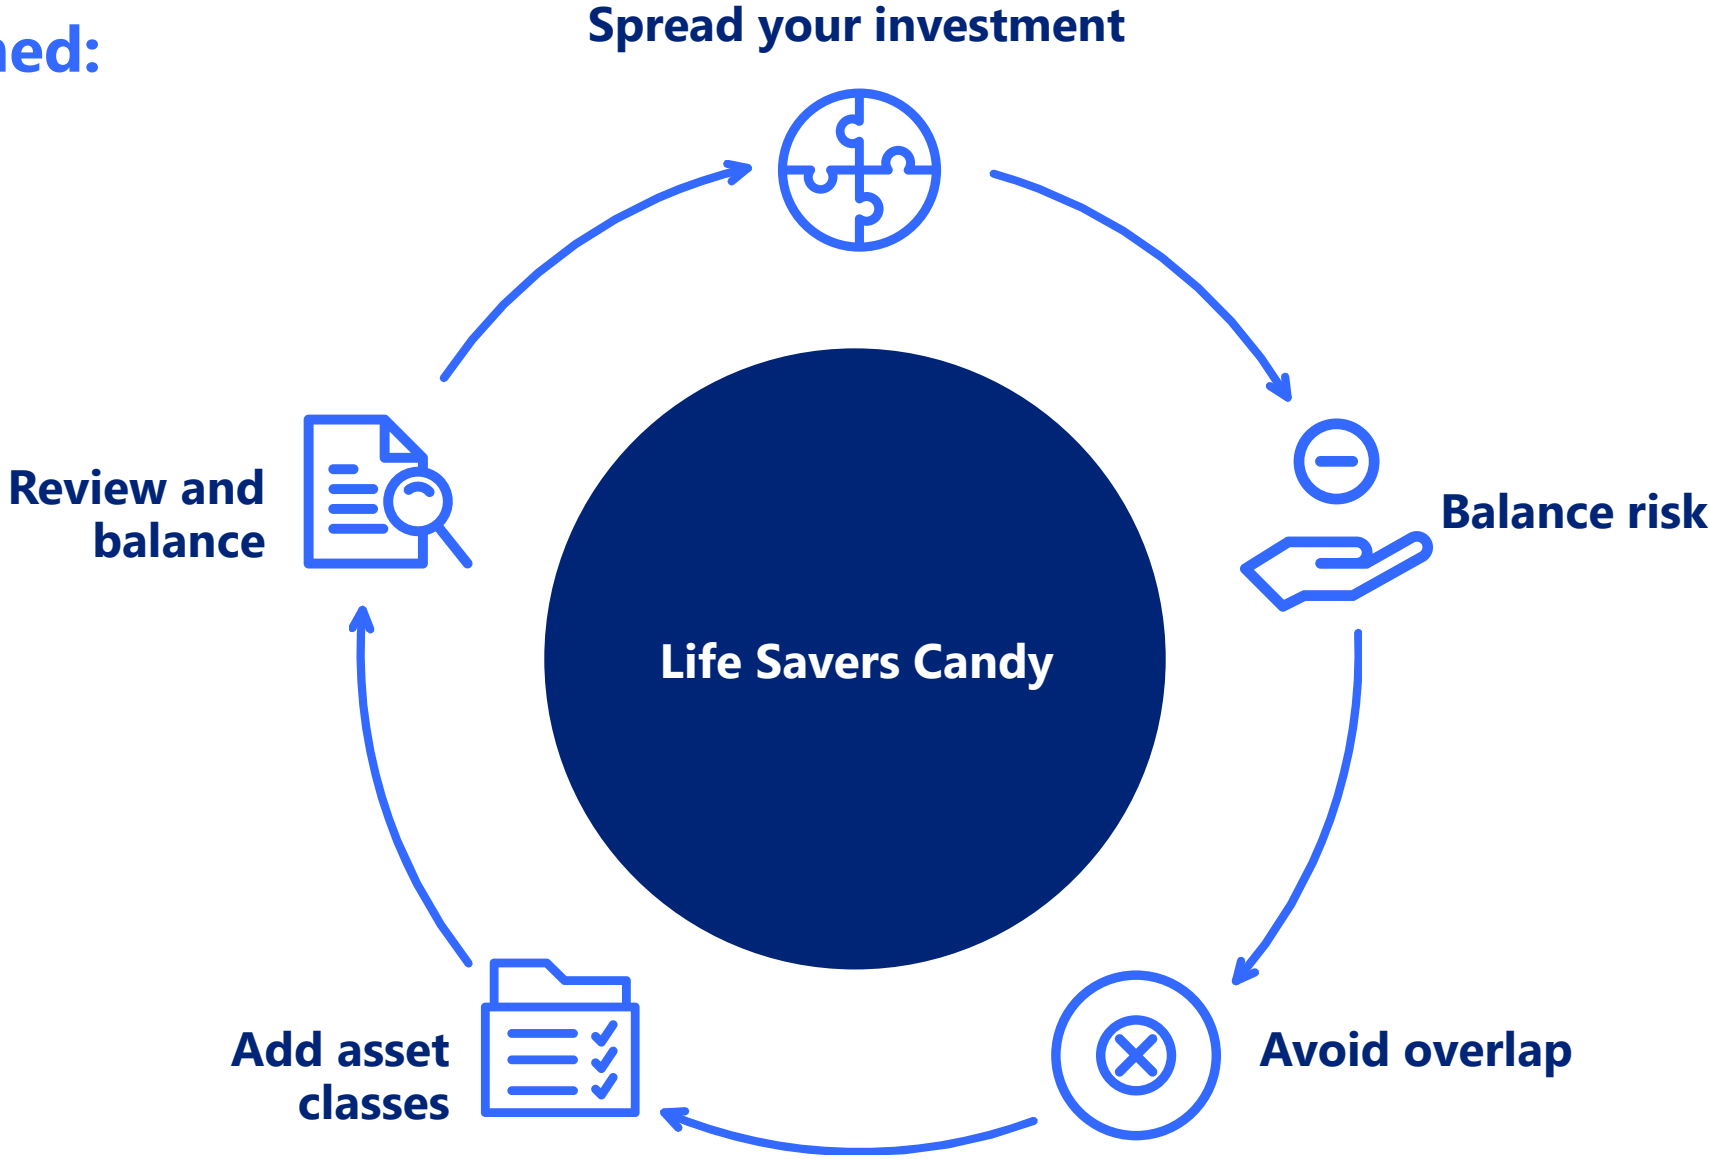 Spread your investment
ned:
Review and
balance
Balance risk
Life Savers Candy
Add asset
classes
Avoid overlap